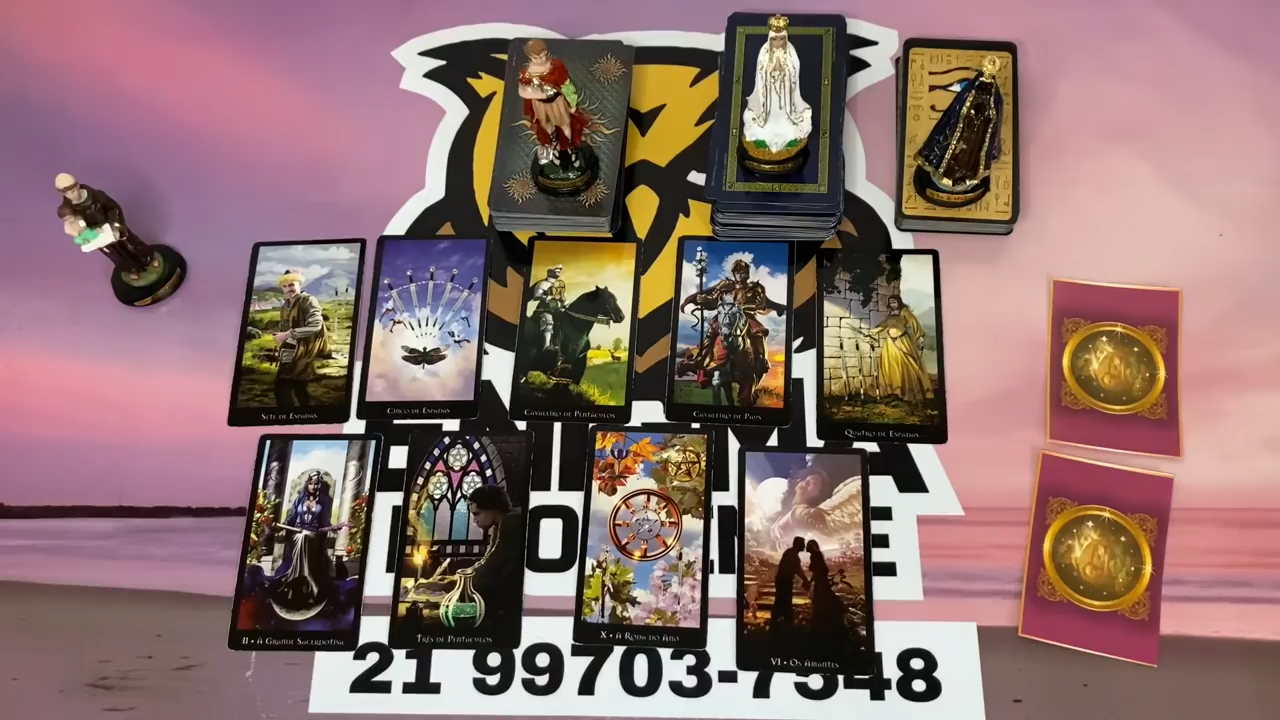 Sete de Espadas
Cinco de Espadas
Cavaleiro de Pentáculos
Cavaleiro de Paus
Quatro de Espadas
II • A Grande Sacerdotisa
Três de Pentáculos
X • A Roda do Ano
VI • Os Amantes
21 99703-7548